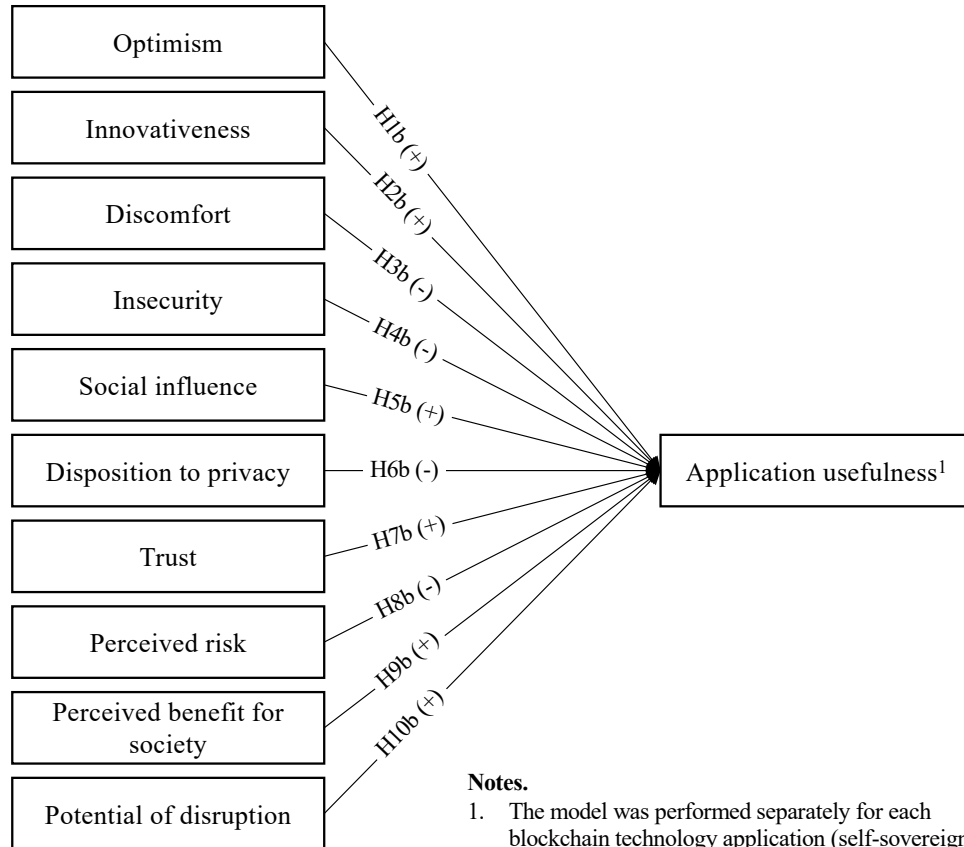 Optimism
Innovativeness
Discomfort
Insecurity
Social influence
Disposition to privacy
Trust
Perceived risk
Perceived benefit for
society
Potential of disruption
H1b (+)
H2b (+)
H3b (-)
H4b (-)
H5b (+)
H6b (-)
H7b (+)
H8b (-)
H9b (+)
H10b (+)
Application usefulness¹
Notes.
1. The model was performed separately for each
blockchain technology application (self-sovereign